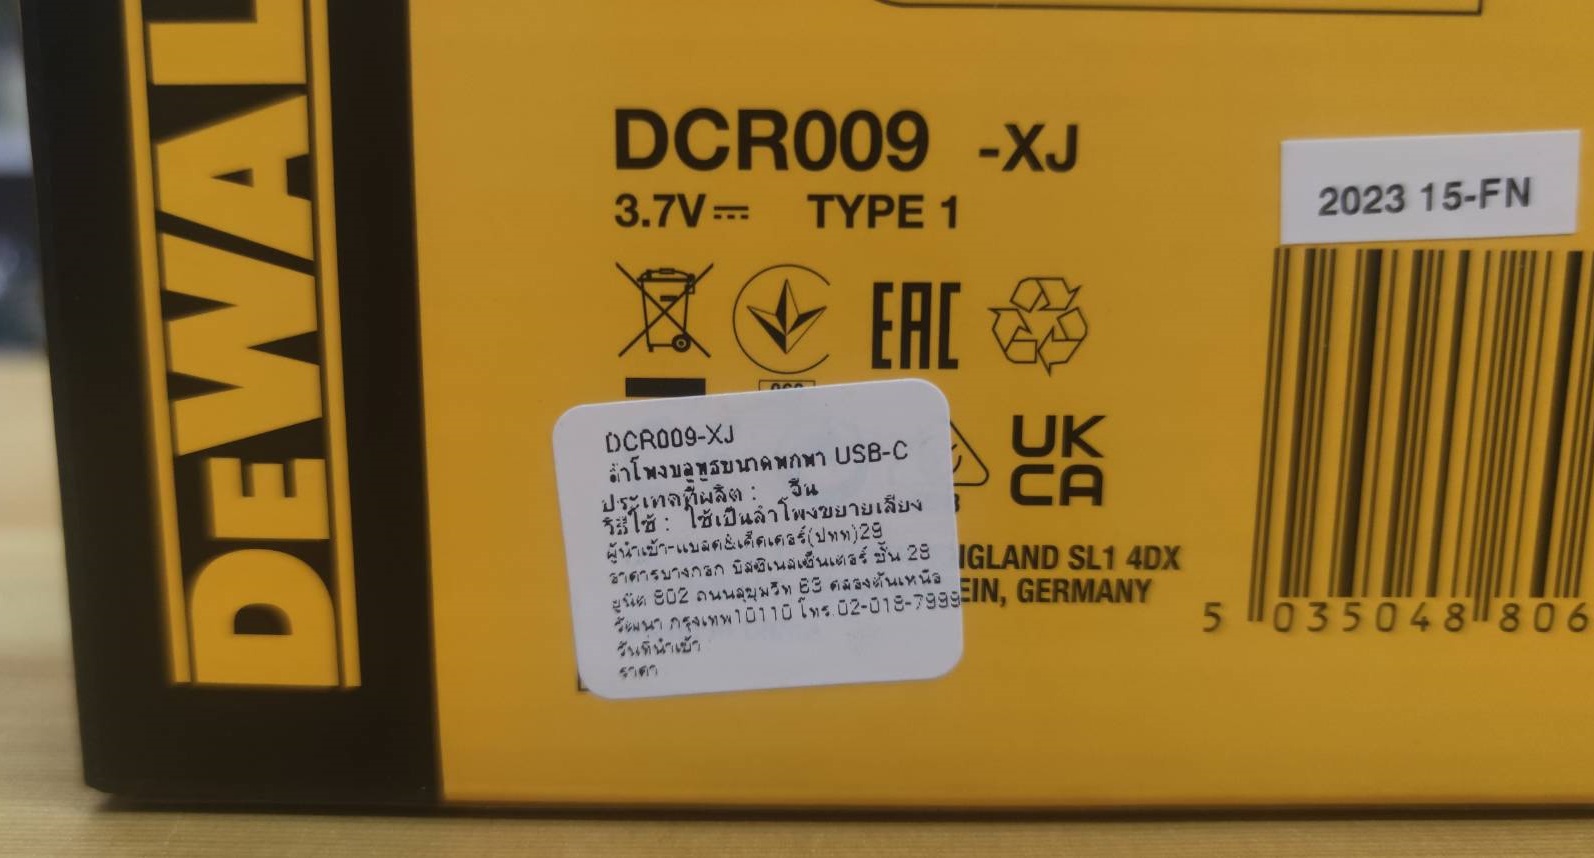 DEWAL
DCR009 -XJ
3.7V⎓ TYPE 1
2023 15-FN
EAC
UK
CA
DCR009-XJ
ลำโพงบลูทูธขนาดพกพา USB-C
ประเทศที่ผลิต : จีน
วิธีใช้ : ใช้เป็นลำโพงขยายเสียง
ผู้นำเข้า-แบลค&เด็คเดอร์(ปทท)29
อาคารบางกอก บิสซิเนสเซ็นเตอร์ ชั้น 28
ยูนิต 802 ถนนสุขุมวิท 63 คลองตันเหนือ
วัฒนา กรุงเทพ10110 โทร.02-018-7999
วันที่นำเข้า
ราคา
NGLAND SL1 4DX
EIN, GERMANY
5 035048 806